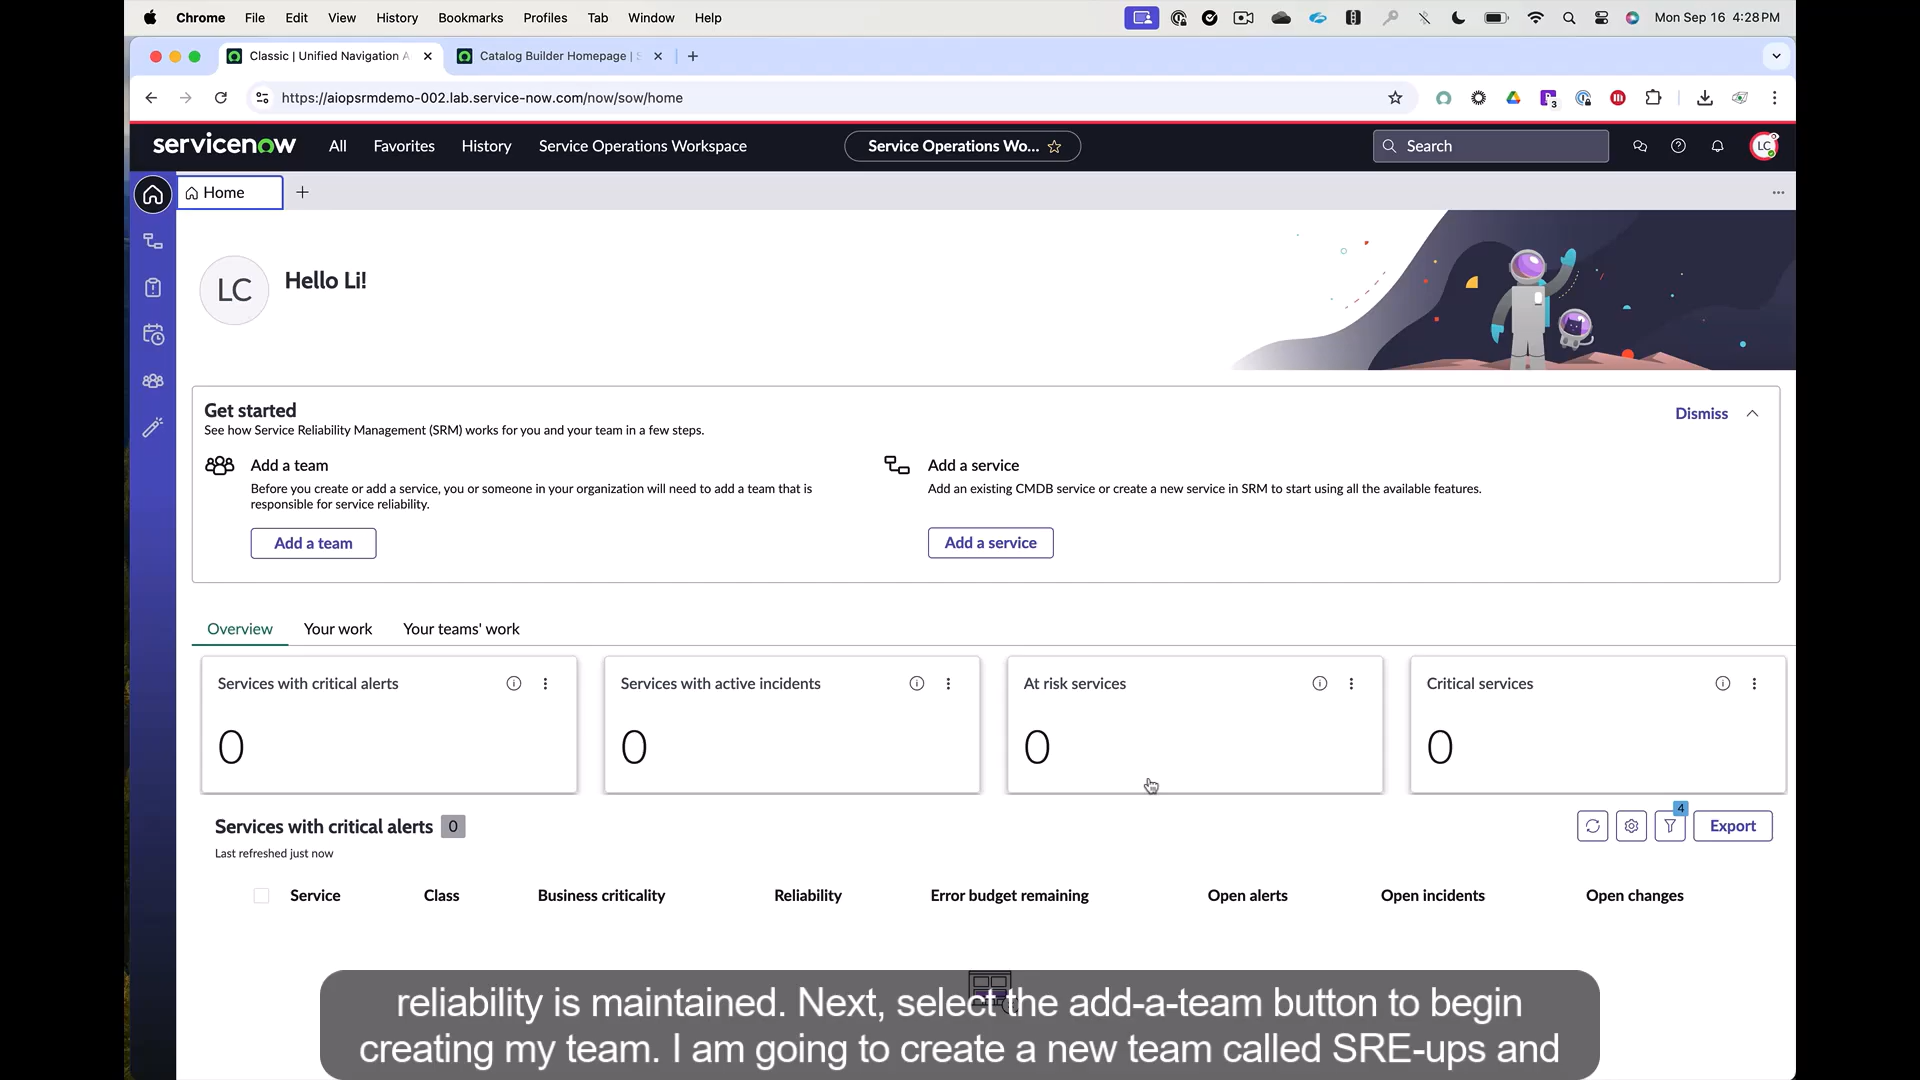 Chrome File Edit View History Bookmarks Profiles Tab Window Help Mon Sep 16 4:28 PM
Classic | Unified Navigation Catalog Builder Homepage |
https://aiopsrmdemo-002.lab.service-now.com/now/sow/home
servicenow All Favorites History Service Operations Workspace Service Operations Wo... Search LC
Home
LC Hello Li!
Get started Dismiss
See how Service Reliability Management (SRM) works for you and your team in a few steps.
Add a team Add a service
Before you create or add a service, you or someone in your organization will need to add a team that is Add an existing CMDB service or create a new service in SRM to start using all the available features.
responsible for service reliability.
Add a team Add a service
Overview Your work Your teams' work
Services with critical alerts Services with active incidents At risk services Critical services
0 0 0 0
4
Services with critical alerts 0 Export
Last refreshed just now
Service Class Business criticality Reliability Error budget remaining Open alerts Open incidents Open changes
reliability is maintained. Next, select the add-a-team button to begin
creating my team. I am going to create a new team called SRE-ups and